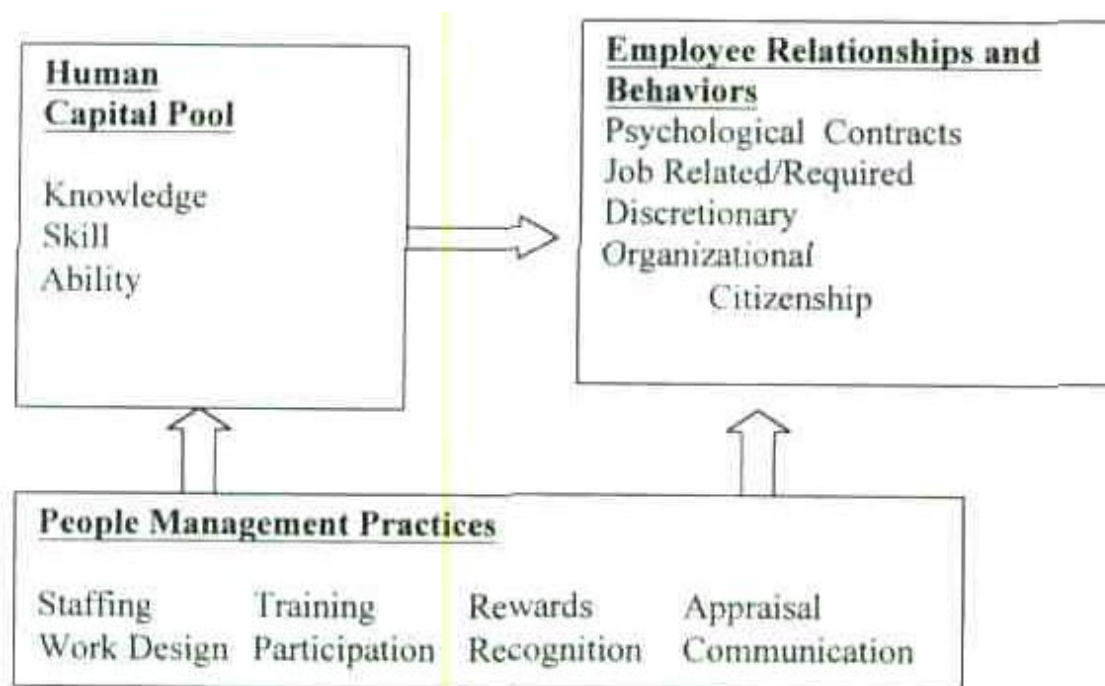 Human
Capital Pool
Knowledge
Skill
Ability
Employee Relationships and
Behaviors
Psychological Contracts
Job Related/Required
Discretionary
Organizational
Citizenship
People Management Practices
Staffing Training Rewards Appraisal
Work Design Participation Recognition Communication